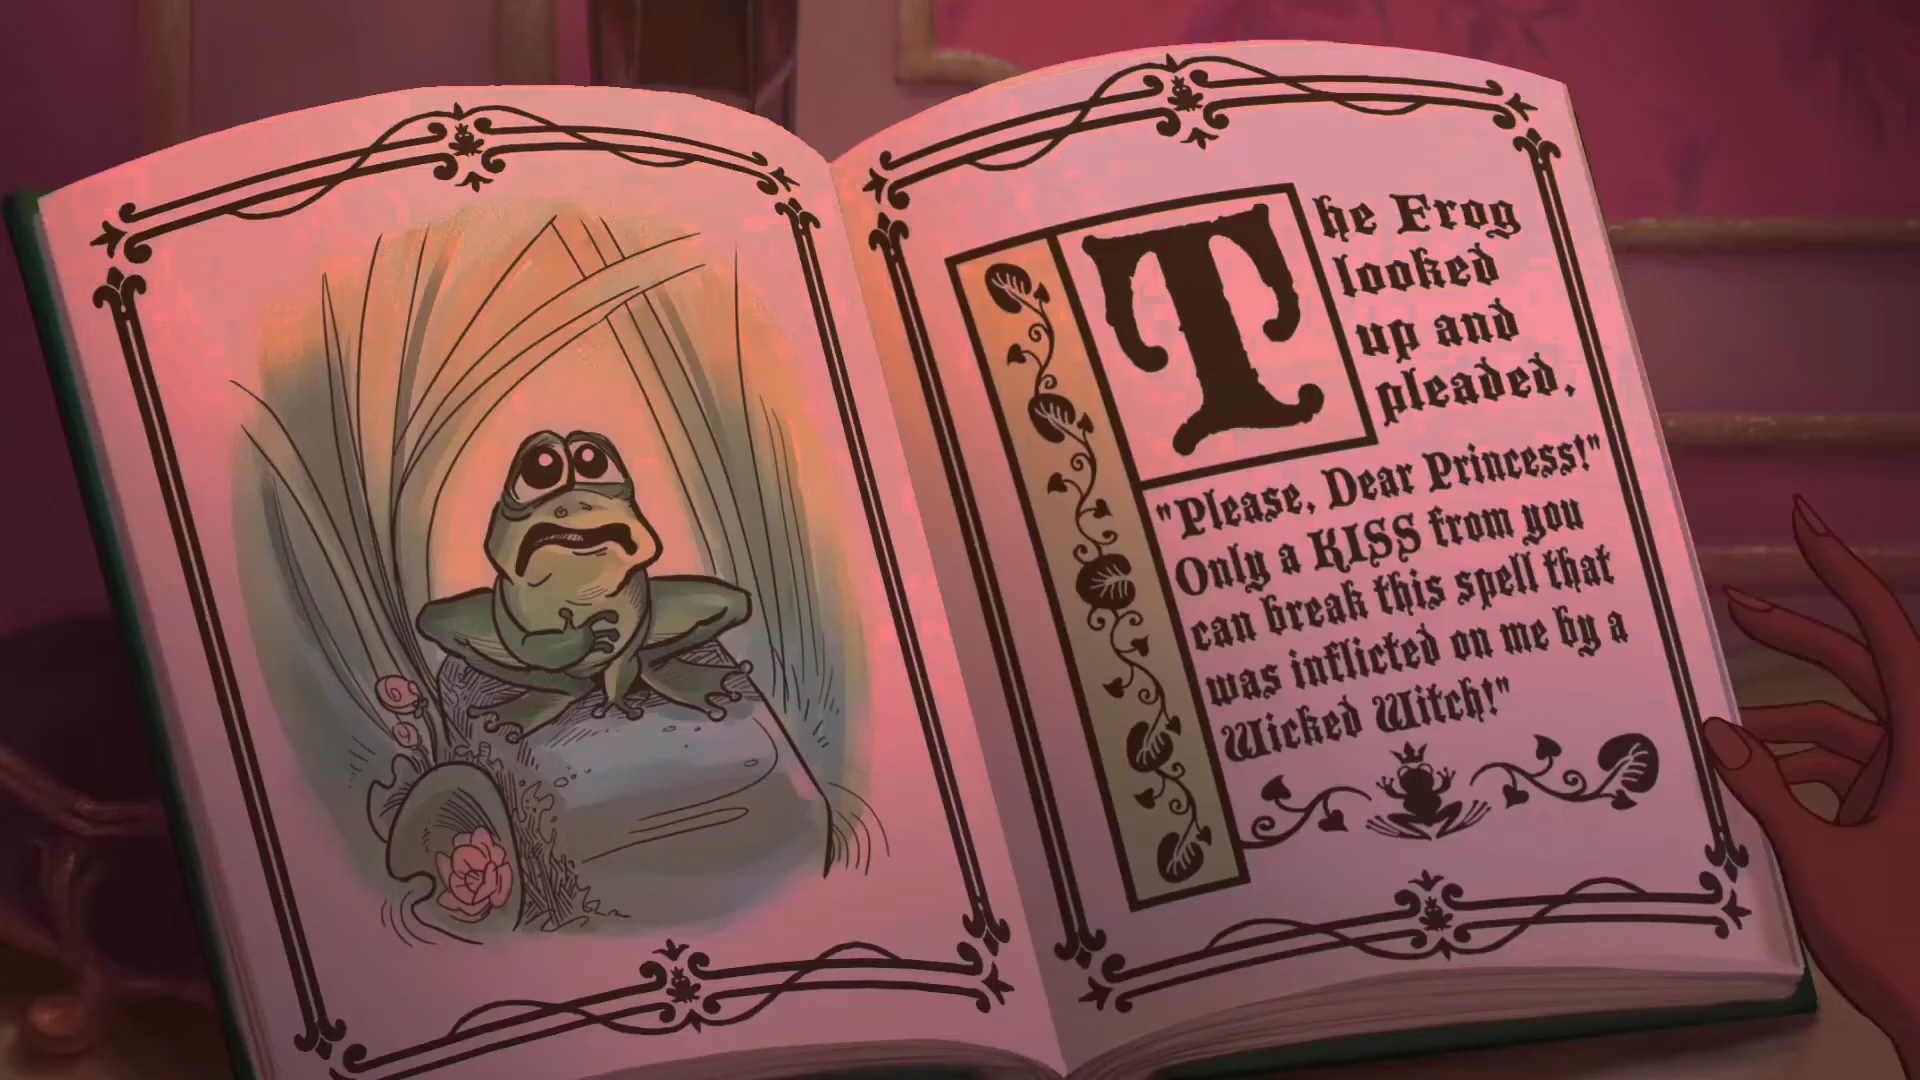 The Frog
looked
up and
pleaded,
"Please, Dear Princess!"
Only a KISS from you
can break this spell that
was inflicted on me by a
Wicked Witch!"